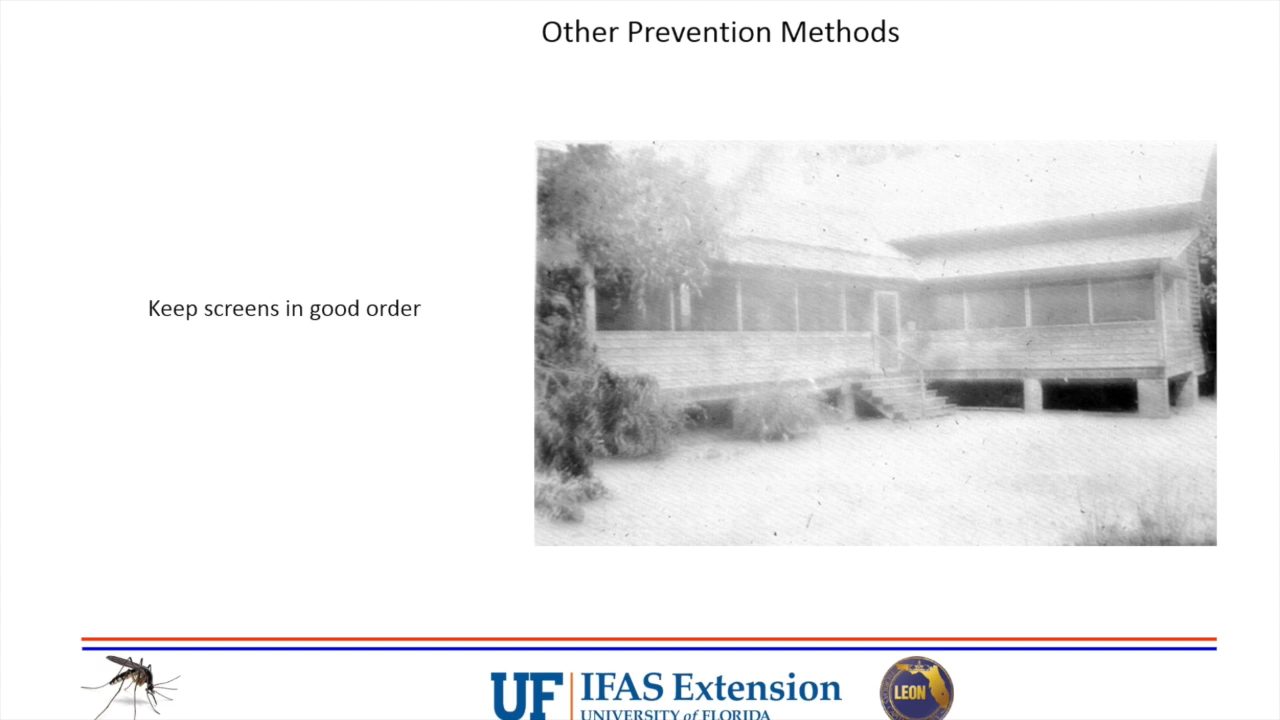 Other Prevention Methods
Keep screens in good order
UF
IFAS Extension
UNIVERSITY of FLORIDA
LEON